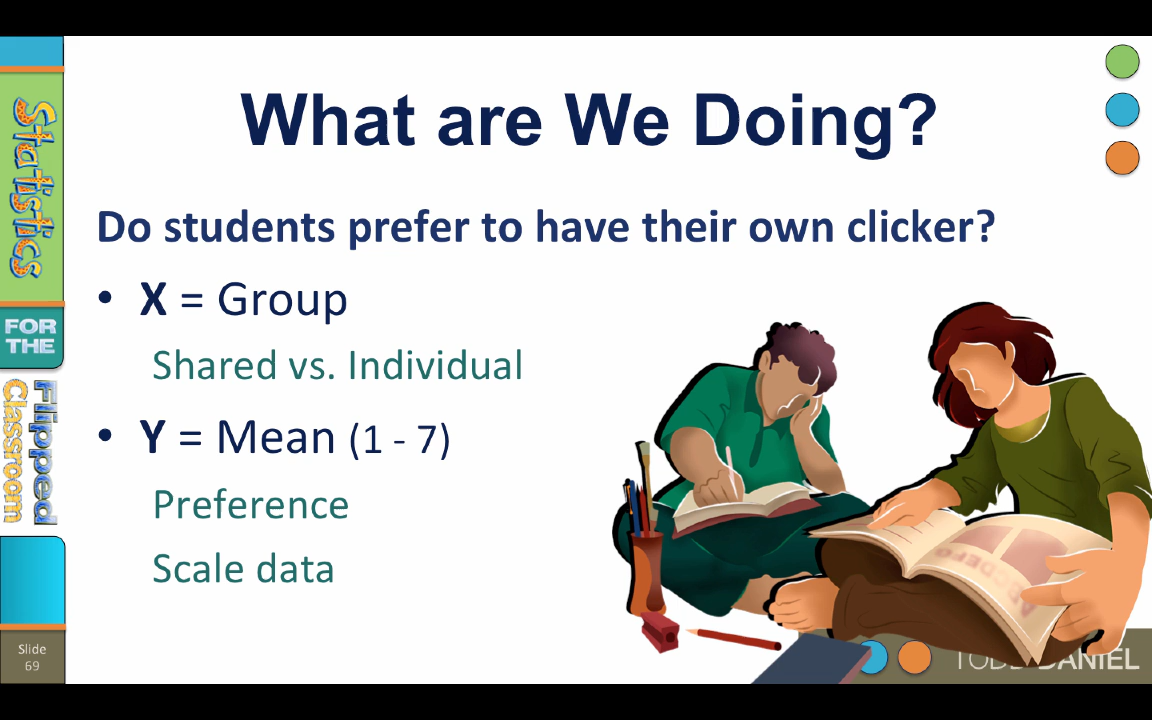 What are We Doing?
Do students prefer to have their own clicker?
• X = Group
Shared vs. Individual
• Y = Mean (1 - 7)
Preference
Scale data
Statistics
FOR THE
Flipped
Classroom
Slide
69
DANIEL